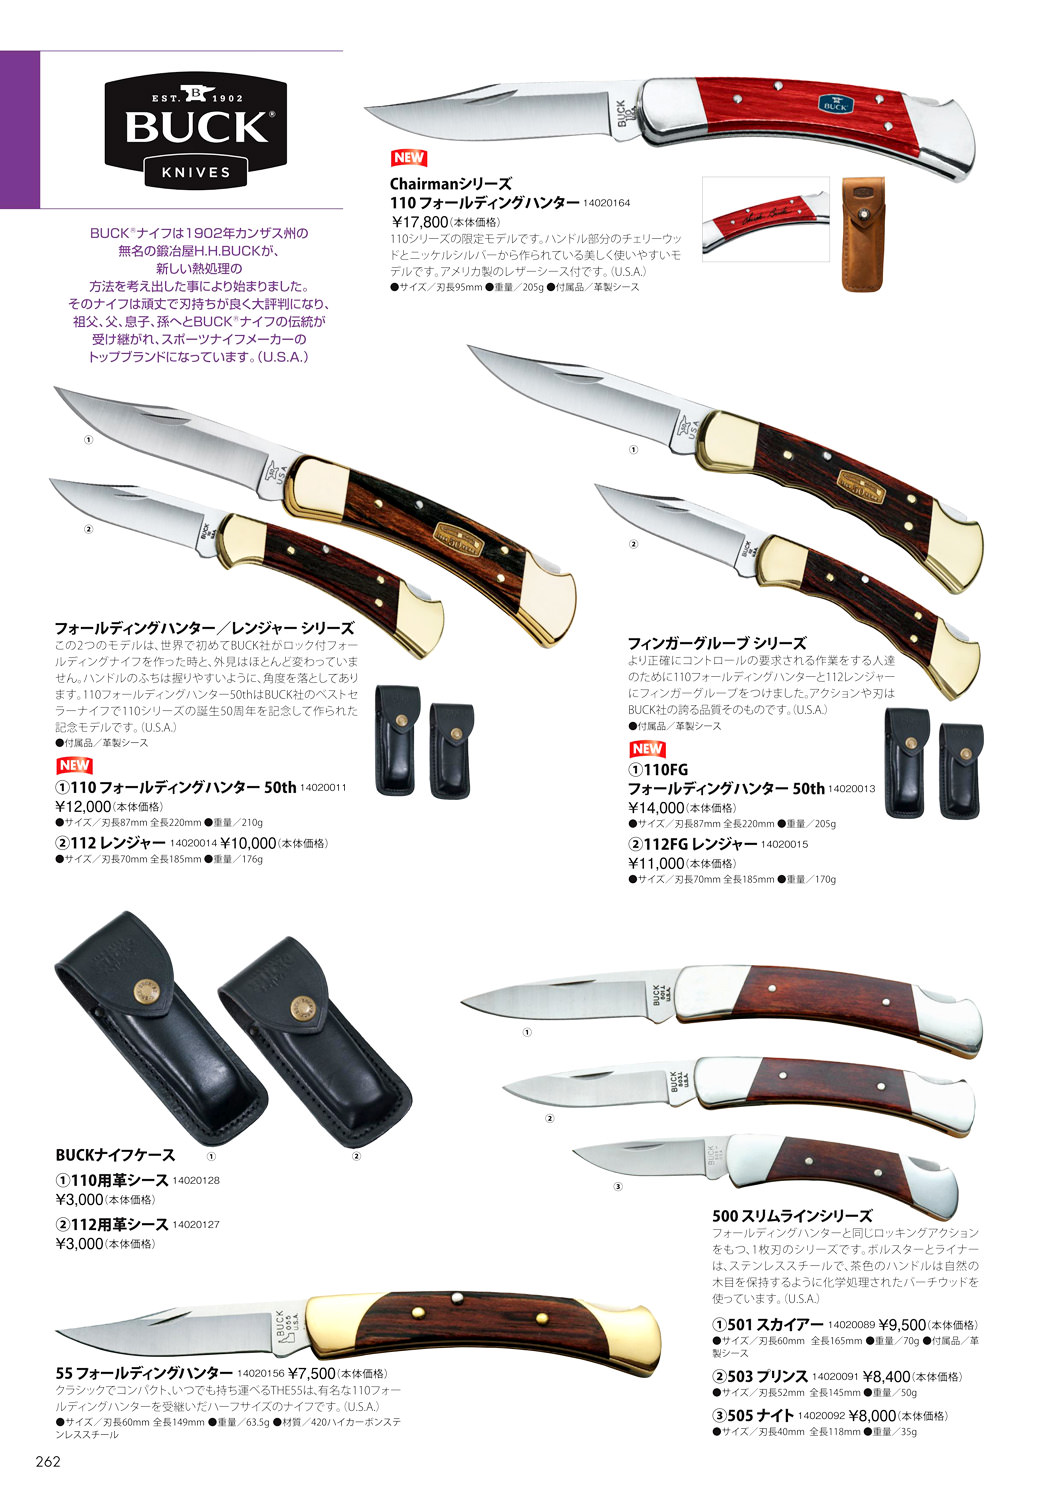 EST. B 1902
BUCK®
KNIVES
BUCK®ナイフは1902年カンザス州の
無名の鍛冶屋H.H.BUCKが、
新しい熱処理の
方法を考え出した事により始まりました。
そのナイフは頑丈で刃持ちが良く大評判になり、
祖父、父、息子、孫へとBUCK®ナイフの伝統が
受け継がれ、スポーツナイフメーカーの
トップブランドになっています。(U.S.A.)
BUCK
BUCK
NEW
Chairmanシリーズ
110 フォールディングハンター 14020164
¥17,800(本体価格)
110シリーズの限定モデルです。ハンドル部分のチェリーウッ
ドとニッケルシルバーから作られている美しく使いやすいモ
デルです。アメリカ製のレザーシース付です。(U.S.A.)
●サイズ/刃長95mm ●重量/205g ●付属品/革製シース
①
U.S.A
②
BUCK
U.S.A.
フォールディングハンター/レンジャー シリーズ
この2つのモデルは、世界で初めてBUCK社がロック付フォー
ルディングナイフを作った時と、外見はほとんど変わっていま
せん。ハンドルのふちは握りやすいように、角度を落としてあり
ます。110フォールディングハンター50thはBUCK社のベストセ
ラーナイフで110シリーズの誕生50周年を記念して作られた
記念モデルです。(U.S.A.)
●付属品/革製シース
NEW
①110 フォールディングハンター 50th 14020011
¥12,000(本体価格)
●サイズ/刃長87mm 全長220mm ●重量/210g
②112 レンジャー 14020014 ¥10,000(本体価格)
●サイズ/刃長70mm 全長185mm ●重量/176g
①
U.S.A
②
BUCK
U.S.A.
フィンガーグルーブ シリーズ
より正確にコントロールの要求される作業をする人達
のために110フォールディングハンターと112レンジャー
にフィンガーグルーブをつけました。アクションや刃は
BUCK社の誇る品質そのものです。(U.S.A.)
●付属品/革製シース
NEW
①110FG
フォールディングハンター 50th 14020013
¥14,000(本体価格)
●サイズ/刃長87mm 全長220mm ●重量/205g
②112FG レンジャー 14020015
¥11,000(本体価格)
●サイズ/刃長70mm 全長185mm ●重量/170g
BUCKナイフケース
①
②
①110用革シース 14020128
¥3,000(本体価格)
②112用革シース 14020127
¥3,000(本体価格)
BUCK
055
U.S.A.
55 フォールディングハンター 14020156 ¥7,500(本体価格)
クラシックでコンパクト、いつでも持ち運べるTHE55は、有名な110フォー
ルディングハンターを受継いだハーフサイズのナイフです。(U.S.A.)
●サイズ/刃長60mm 全長149mm ●重量/63.5g ●材質/420ハイカーボンステ
ンレススチール
①
BUCK
501
U.S.A.
②
BUCK
503
U.S.A.
③
BUCK
500 スリムラインシリーズ
フォールディングハンターと同じロッキングアクション
をもつ、1枚刃のシリーズです。ボルスターとライナー
は、ステンレススチールで、茶色のハンドルは自然の
木目を保持するように化学処理されたバーチウッドを
使っています。(U.S.A.)
①501 スカイアー 14020089 ¥9,500(本体価格)
●サイズ/刃長60mm 全長165mm ●重量/70g ●付属品/革
製シース
②503 プリンス 14020091 ¥8,400(本体価格)
●サイズ/刃長52mm 全長145mm ●重量/50g
③505 ナイト 14020092 ¥8,000(本体価格)
●サイズ/刃長40mm 全長118mm ●重量/35g
262